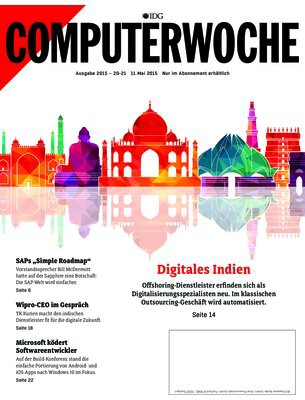 IDG
COMPUTERWOCHE
Ausgabe 2015 – 20-21 11. Mai 2015 Nur im Abonnement erhältlich
SAPs „Simple Roadmap“
Vorstandssprecher Bill McDermott
hatte auf der Sapphire eine Botschaft:
Die SAP-Welt wird einfacher.
Seite 8
Wipro-CEO im Gespräch
TK Kurien macht den indischen
Dienstleister fit für die digitale Zukunft.
Seite 18
Microsoft ködert
Softwareentwickler
Auf der Build-Konferenz stand die
einfache Portierung von Android- und
iOS-Apps nach Windows 10 im Fokus.
Seite 22
Digitales Indien
Offshoring-Dienstleister erfinden sich als
Digitalisierungsspezialisten neu. Im klassischen
Outsourcing-Geschäft wird automatisiert.
Seite 14